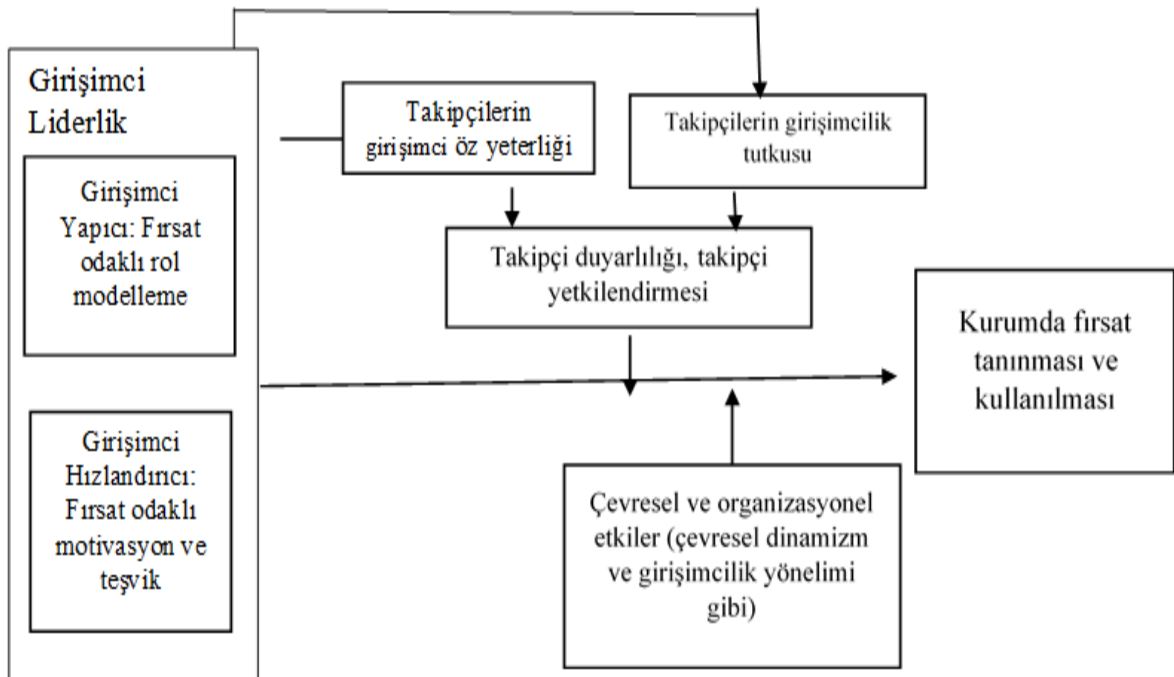 Girişimci
Liderlik
Girişimci
Yapıcı: Fırsat
odaklı rol
modelleme
Girişimci
Hızlandırıcı:
Fırsat odaklı
motivasyon ve
teşvik
Takipçilerin
girişimci öz yeterliği
Takipçilerin girişimcilik
tutkusu
Takipçi duyarlılığı, takipçi
yetkilendirmesi
Çevresel ve organizasyonel
etkiler (çevresel dinamizm
ve girişimcilik yönelimi
gibi)
Kurumda fırsat
tanınması ve
kullanılması